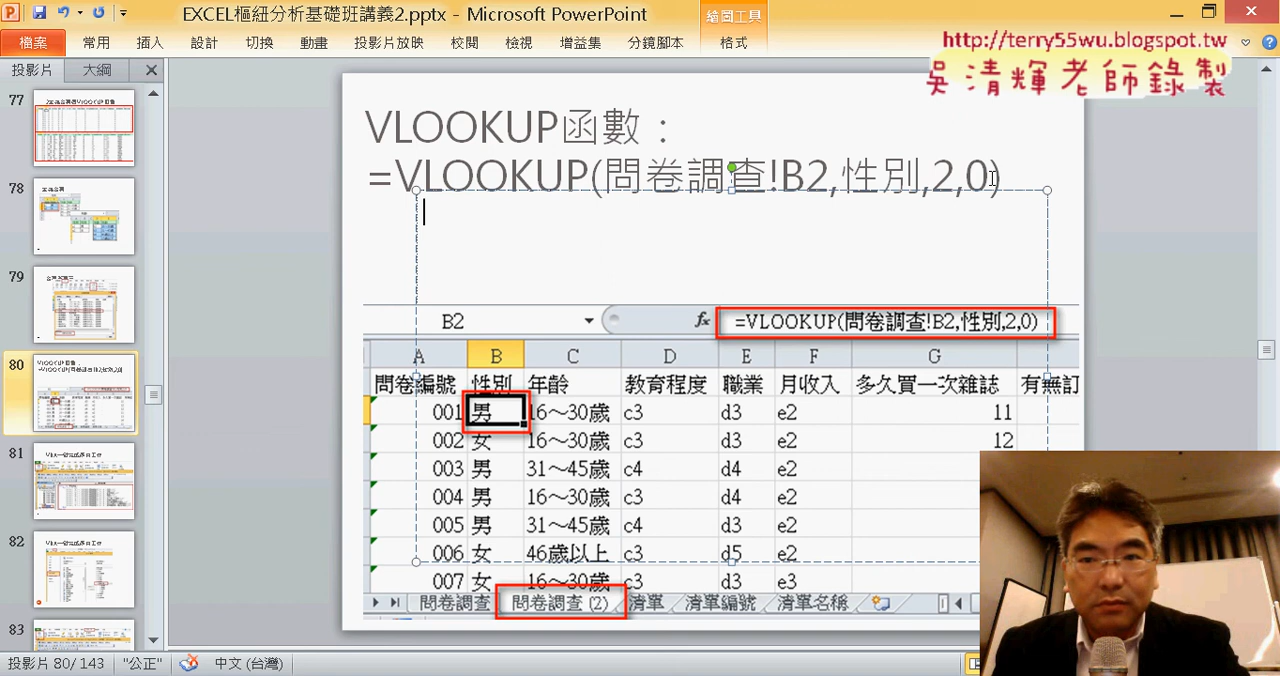 EXCEL樞紐分析基礎班講義2.pptx - Microsoft PowerPoint
繪圖工具
檔案 常用 插入 設計 切換 動畫 投影片放映 校閱 檢視 增益集 分鏡腳本 格式
http://terry55wu.blogspot.tw
吳清輝老師錄製
投影片 大綱
77
78
79
80
81
82
83
VLOOKUP函數：
=VLOOKUP(問卷調查!B2,性別,2,0)
B2 fx =VLOOKUP(問卷調查!B2,性別,2,0)
A B C D E F G
問卷編號 性別 年齡 教育程度 職業 月收入 多久買一次雜誌 有無訂
001 男 16～30歲 c3 d3 e2 11
002 女 16～30歲 c3 d3 e2 12
003 男 31～45歲 c4 d4 e2
004 男 16～30歲 c3 d4 e2
005 男 31～45歲 c4 d3 e2
006 女 46歲以上 c3 d5 e2
007 女 16～30歲 c3 d3 e3
問卷調查 問卷調查 (2) 清單 清單編號 清單名稱
投影片 80/ 143 "公正" 中文 (台灣)